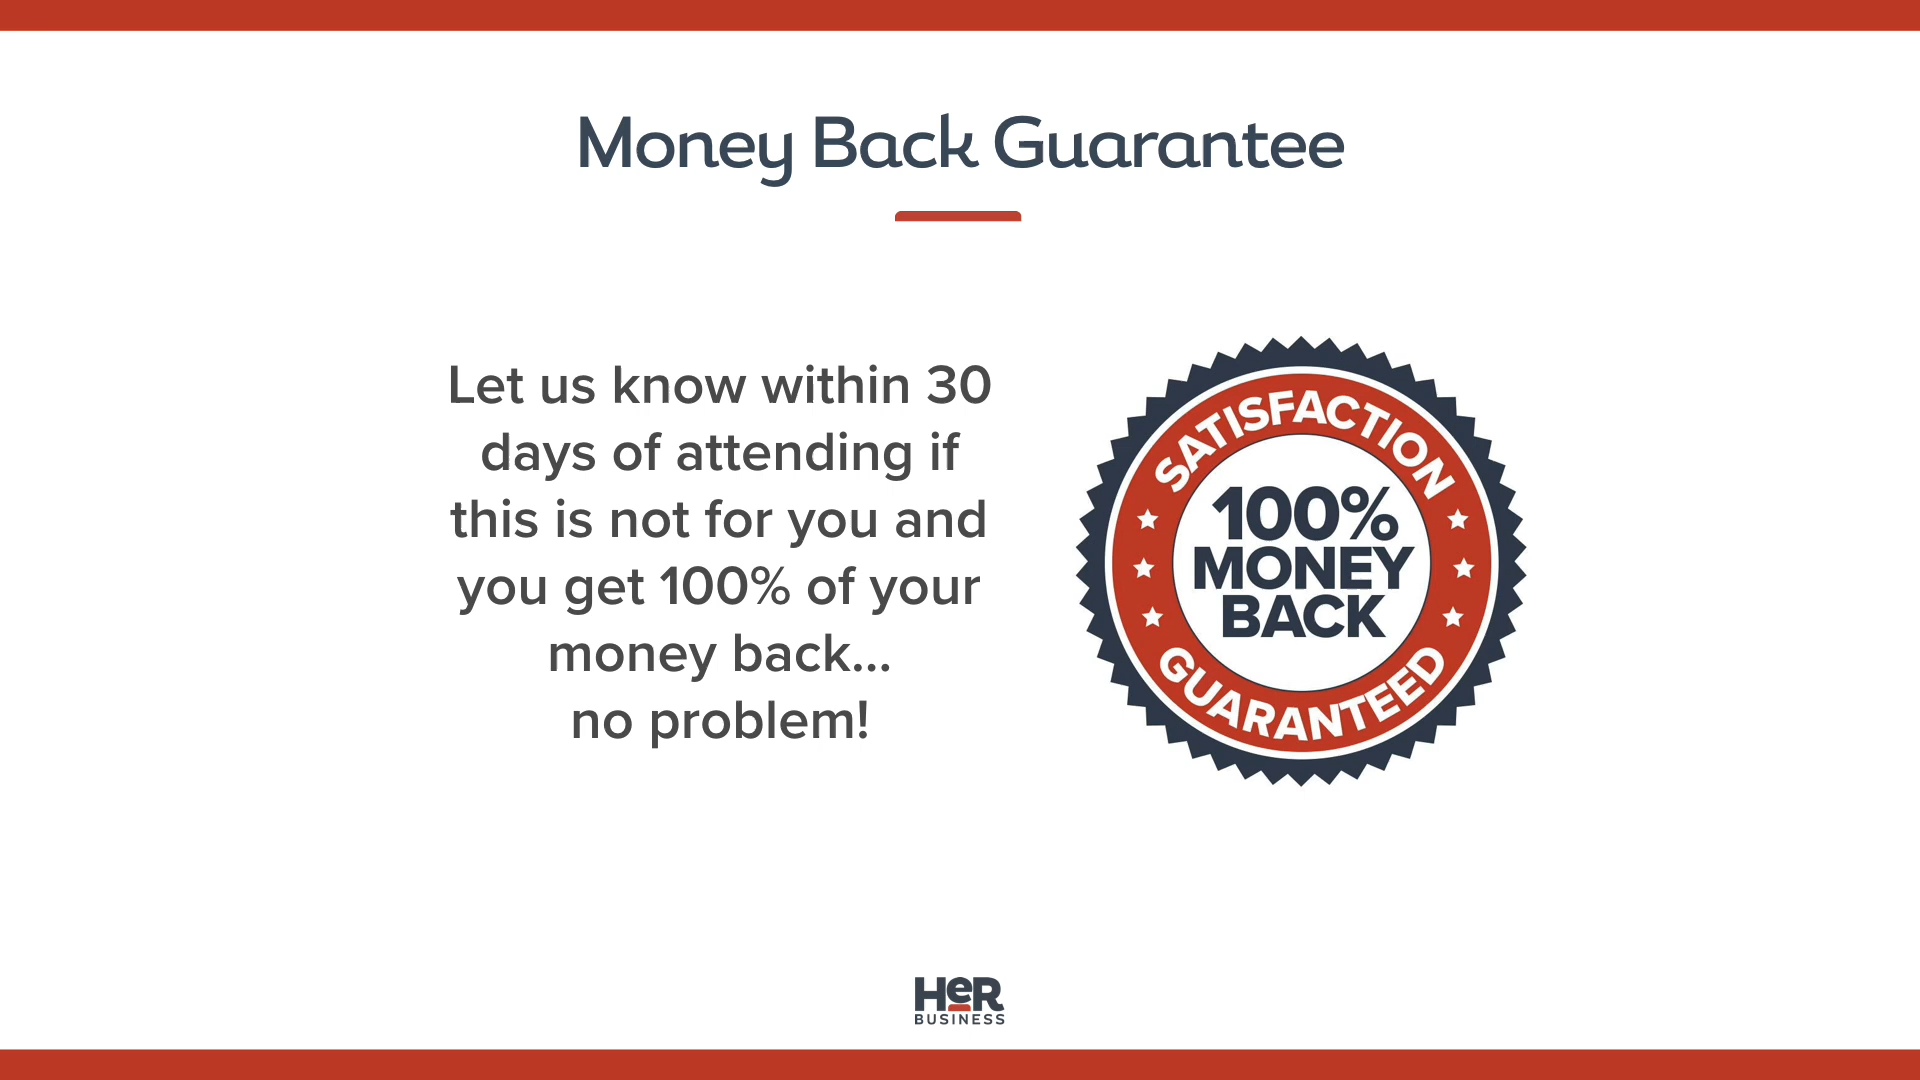 Money Back Guarantee
Let us know within 30
days of attending if
this is not for you and
you get 100% of your
money back...
no problem!
SATISFACTION
100%
MONEY
BACK
GUARANTEED
HeR
BUSINESS